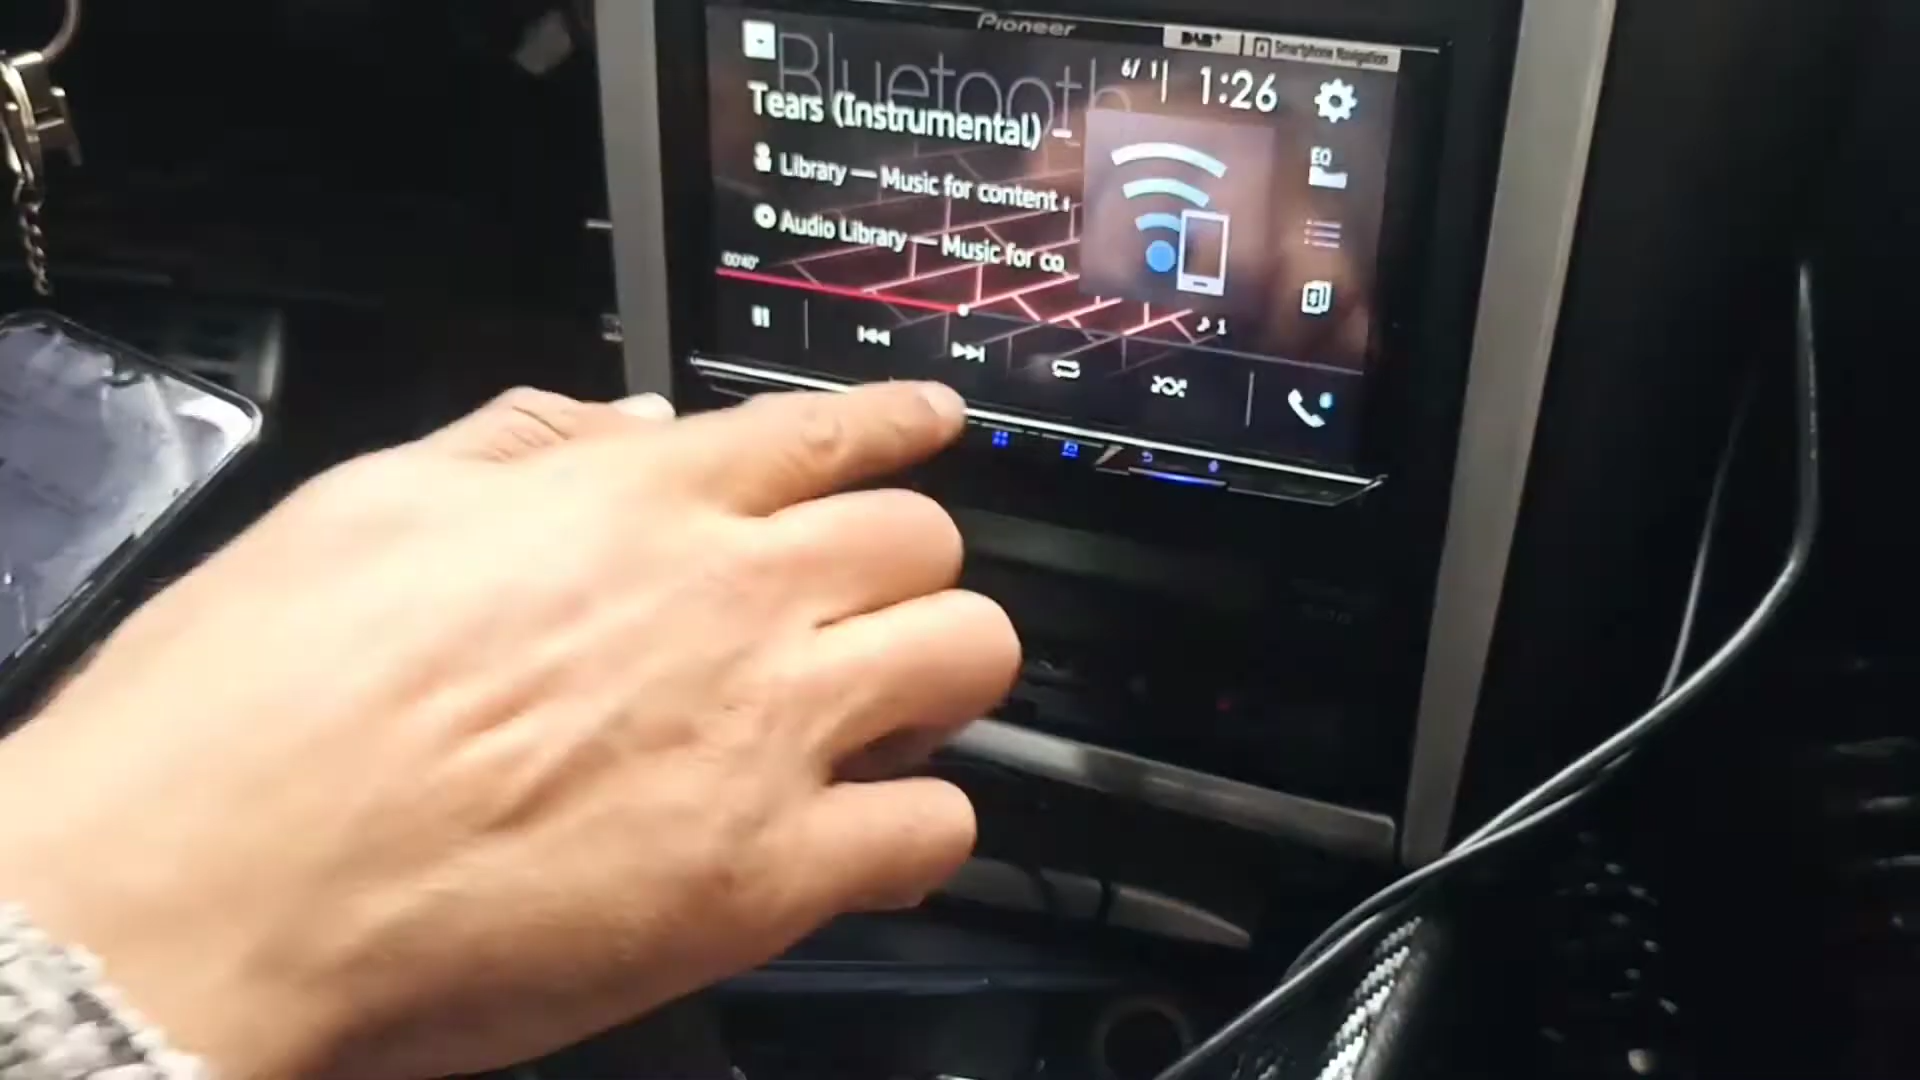 Pioneer
DAB+
Smartphone Navigation
Bluetooth
6/ 1
1:26
Tears (Instrumental) –
EQ
Library — Music for content
Audio Library — Music for co
00'40"
1